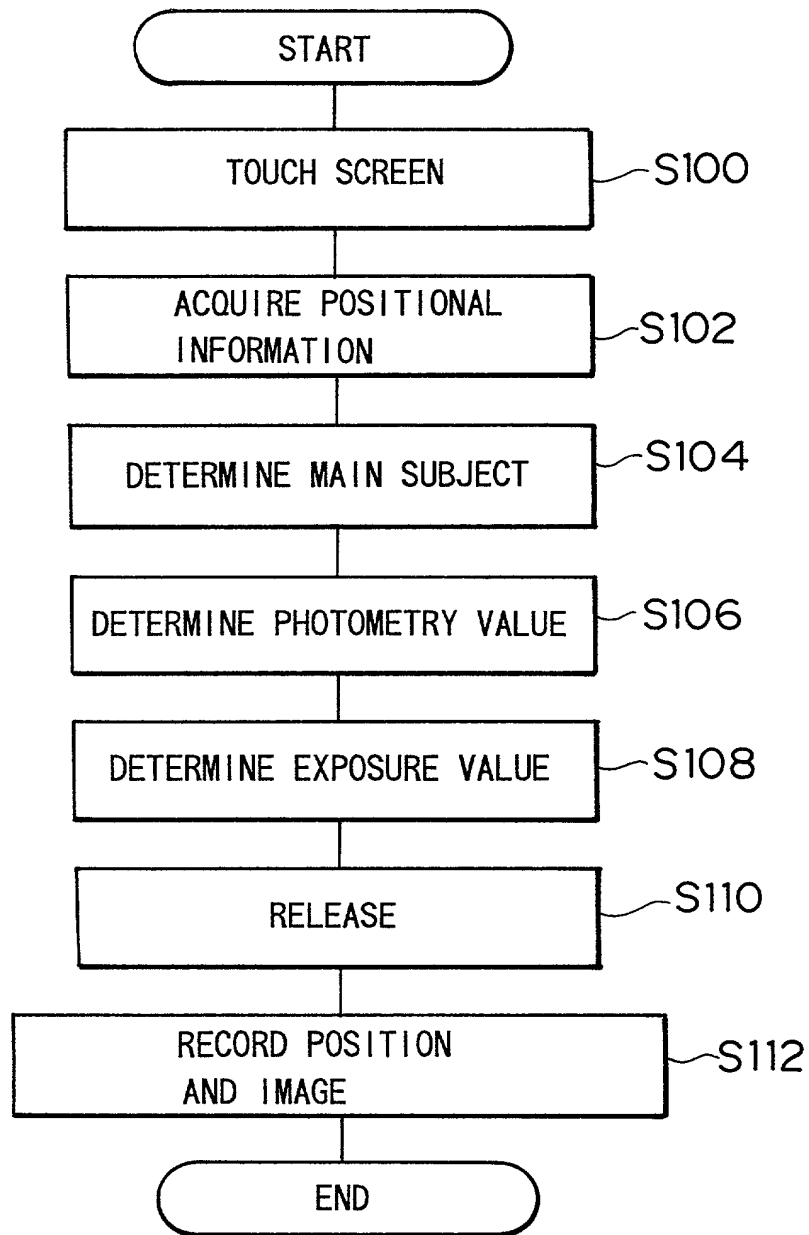 START
TOUCH SCREEN
S100
ACQUIRE POSITIONAL
INFORMATION
S102
DETERMINE MAIN SUBJECT
S104
DETERMINE PHOTOMETRY VALUE
S106
DETERMINE EXPOSURE VALUE
S108
RELEASE
S110
RECORD POSITION
AND IMAGE
S112
END